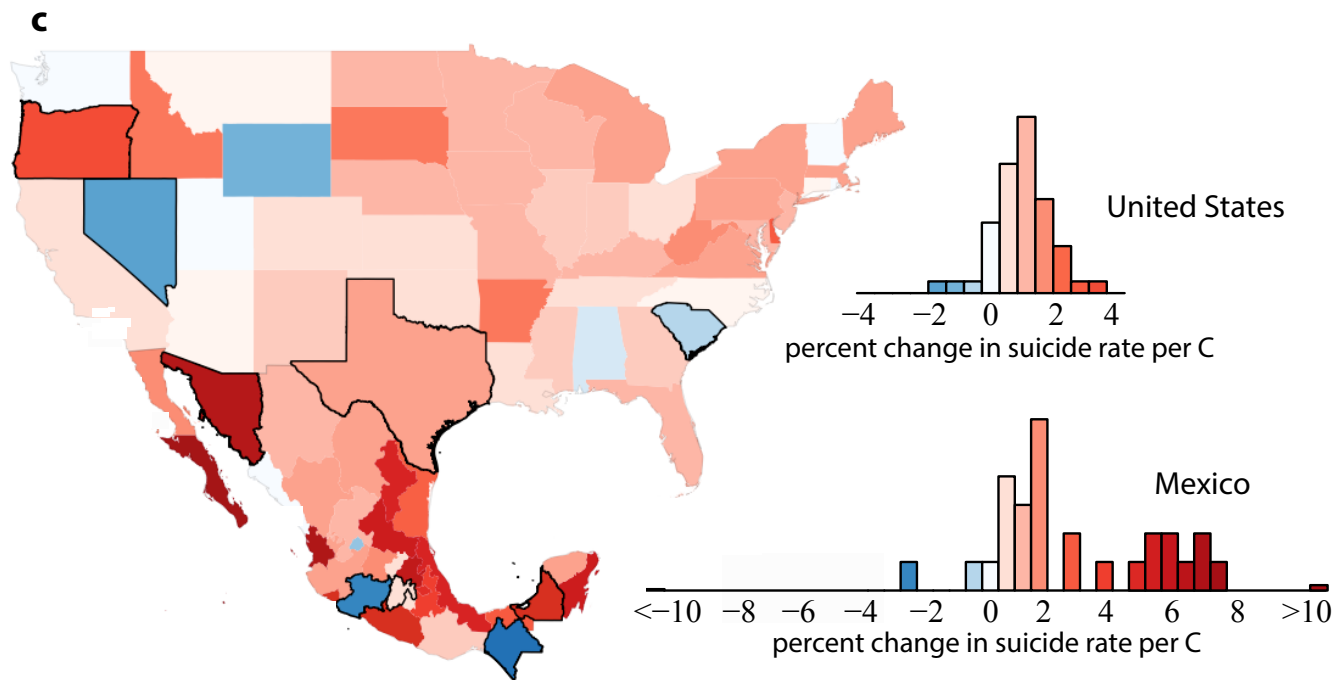 c
United States
−4 −2 0 2 4
percent change in suicide rate per C
Mexico
<−10 −8 −6 −4 −2 0 2 4 6 8 >10
percent change in suicide rate per C